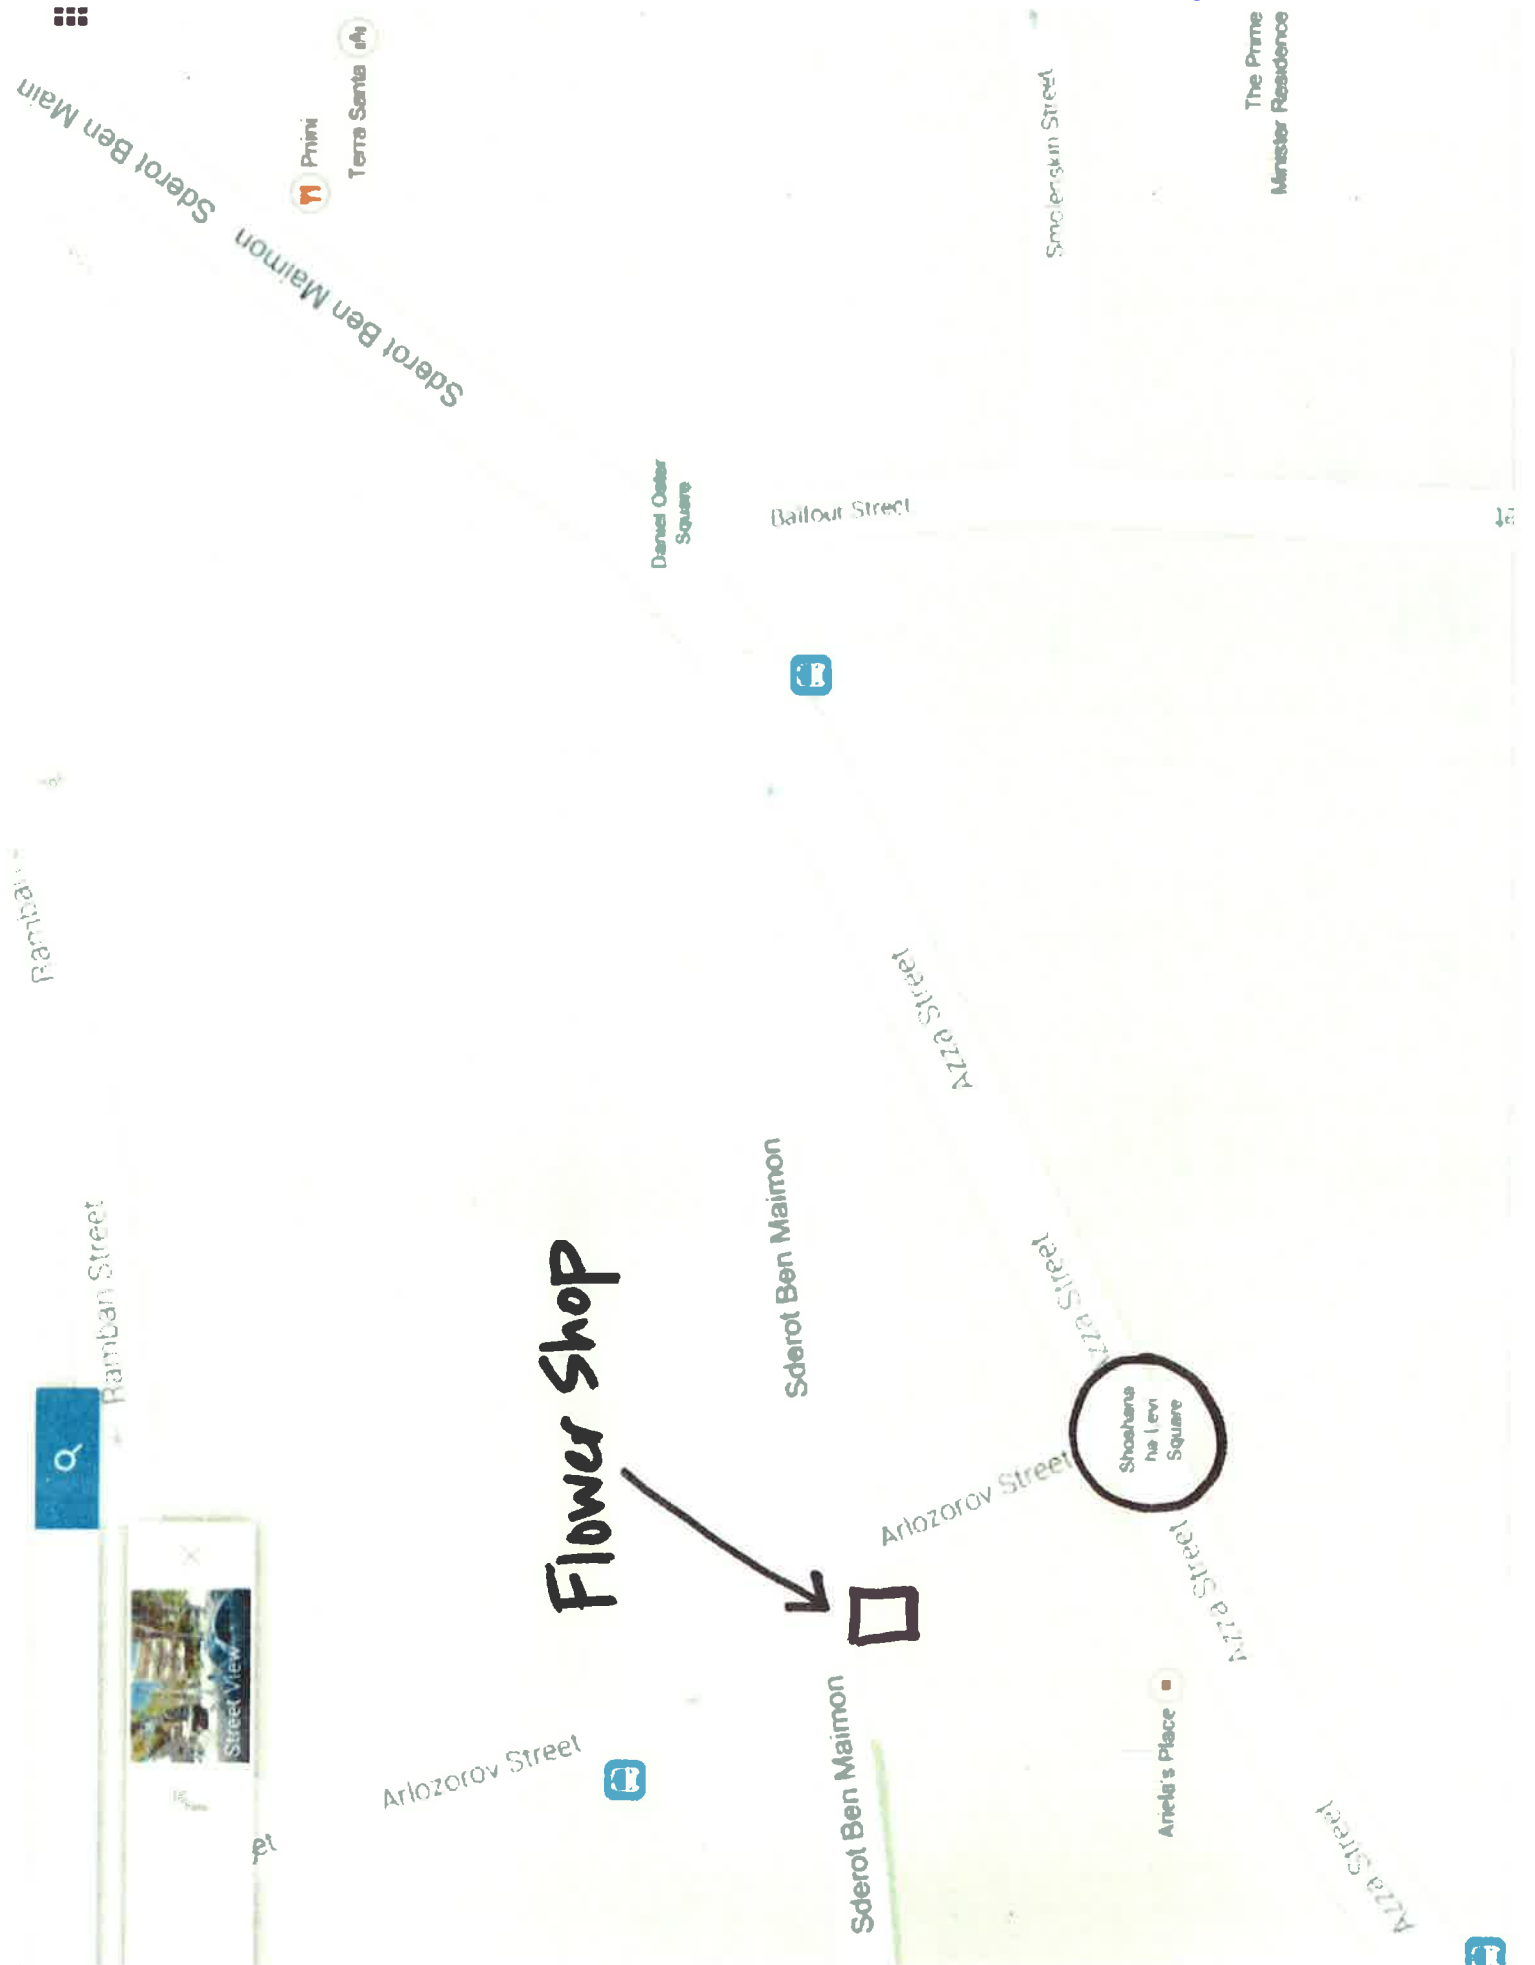 Ramban Street
Street View
Arlozorov Street
Flower Shop
Sderot Ben Main
Sderot Ben Maimon
Pnini
Terra Santa
Daniel Oster
Square
Balfour Street
Smolenskin Street
The Prime
Minister Residence
Sderot Ben Maimon
Sderot Ben Maimon
Arlozorov Street
Azza Street
Azza Street
Shoshana
ha Levi
Square
Azza Street
Azza Street
Ariela's Place